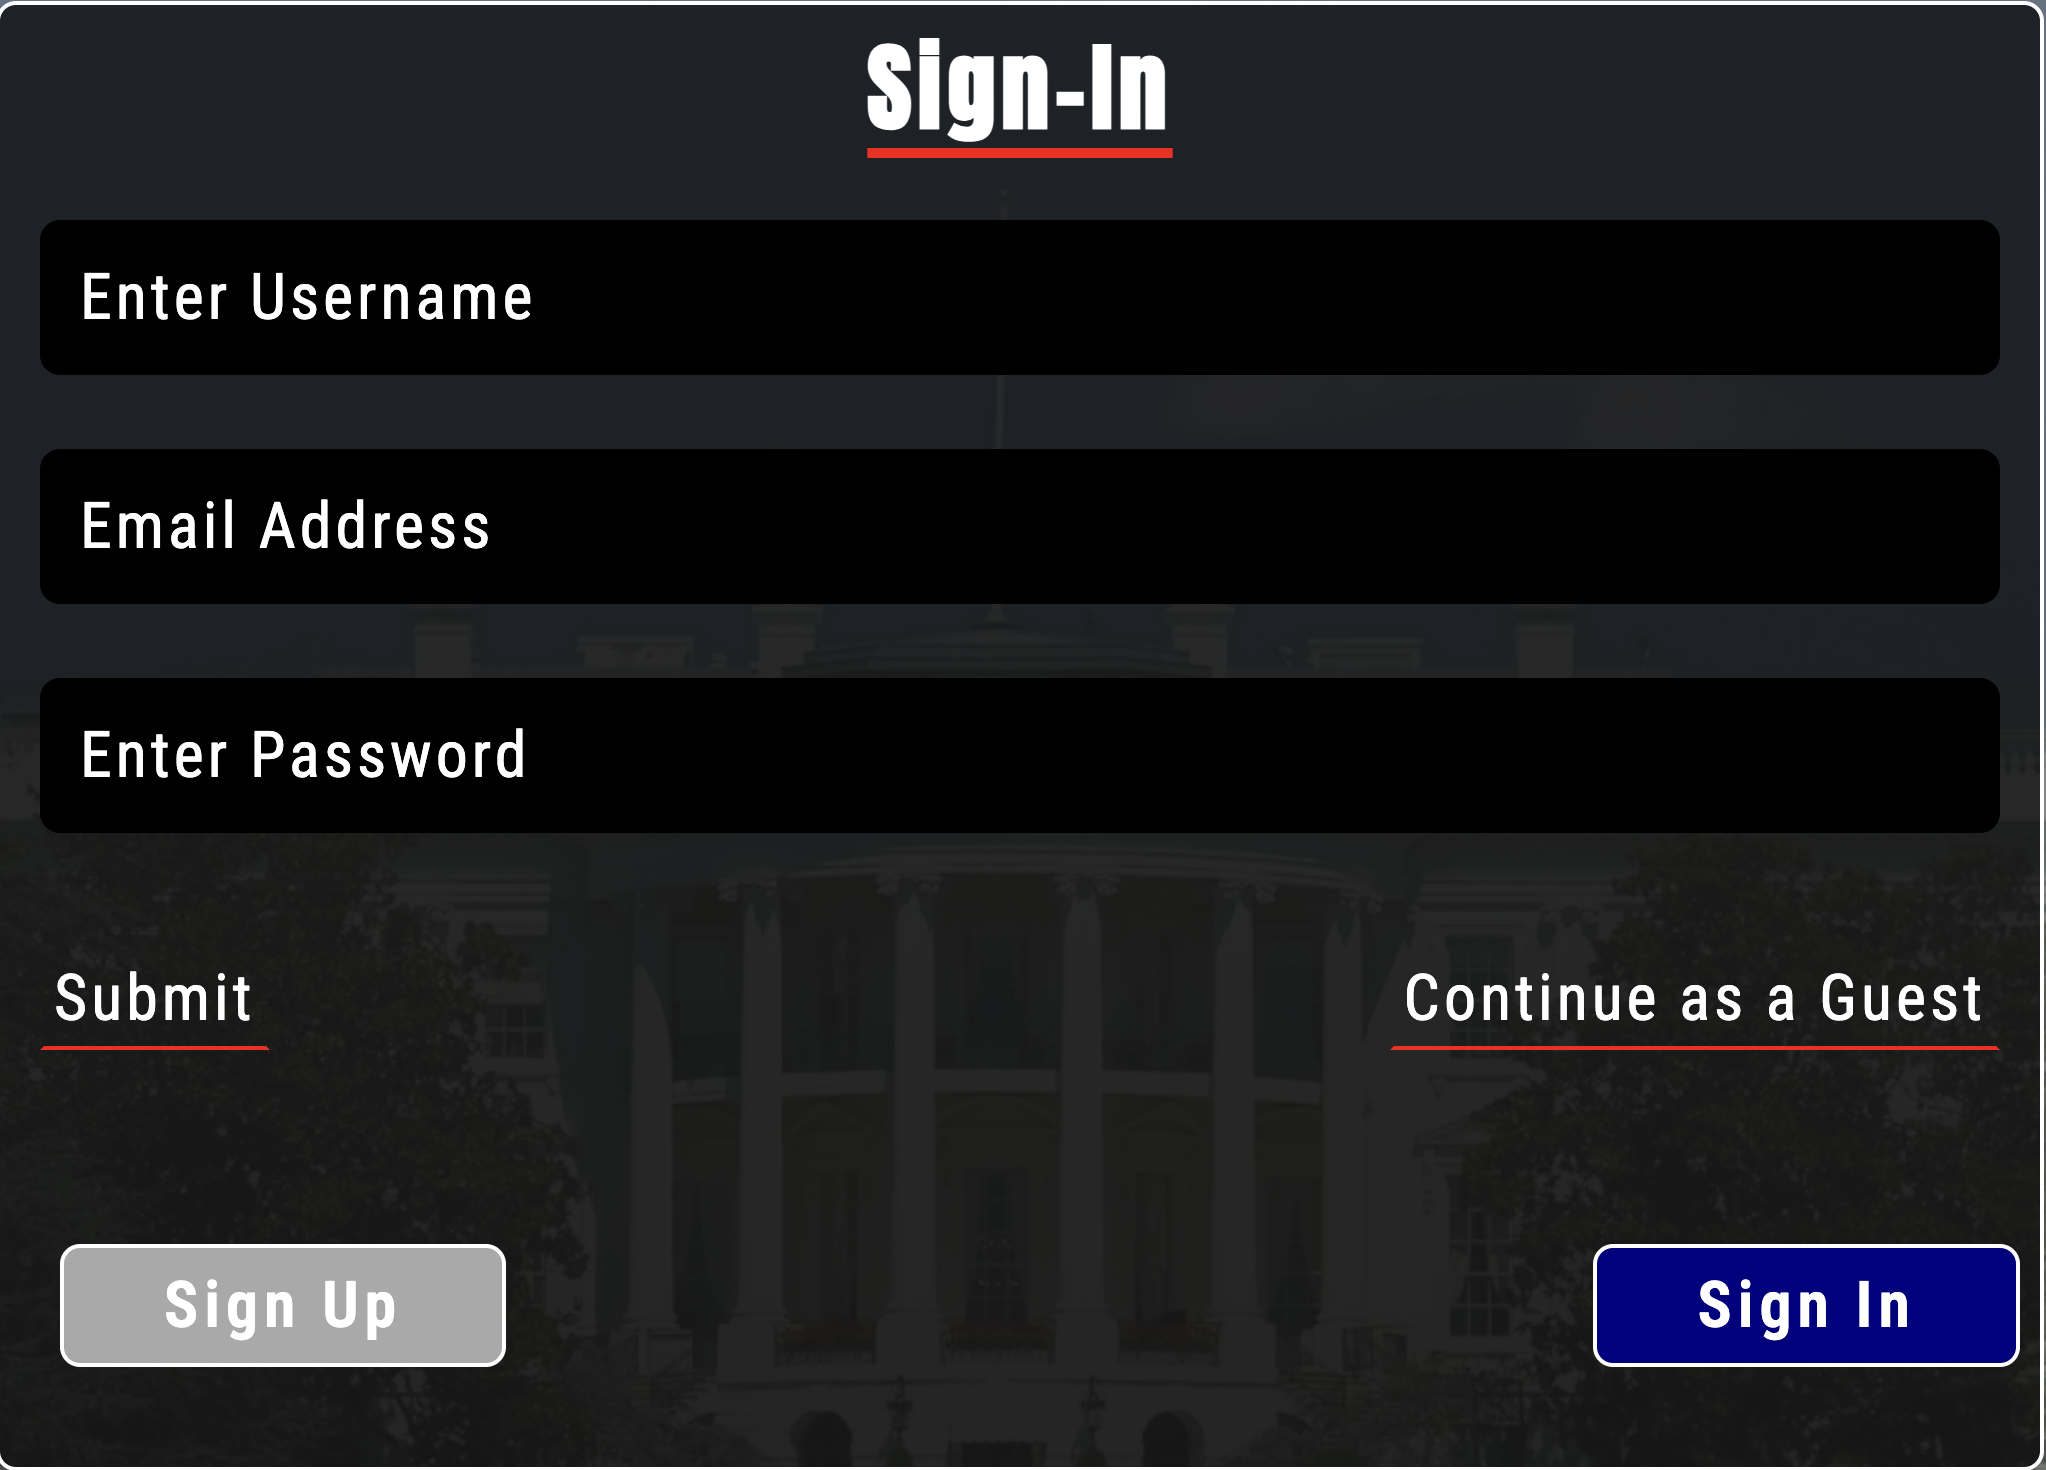 Sign-In
Enter Username
Email Address
Enter Password
Submit
Continue as a Guest
Sign Up
Sign In